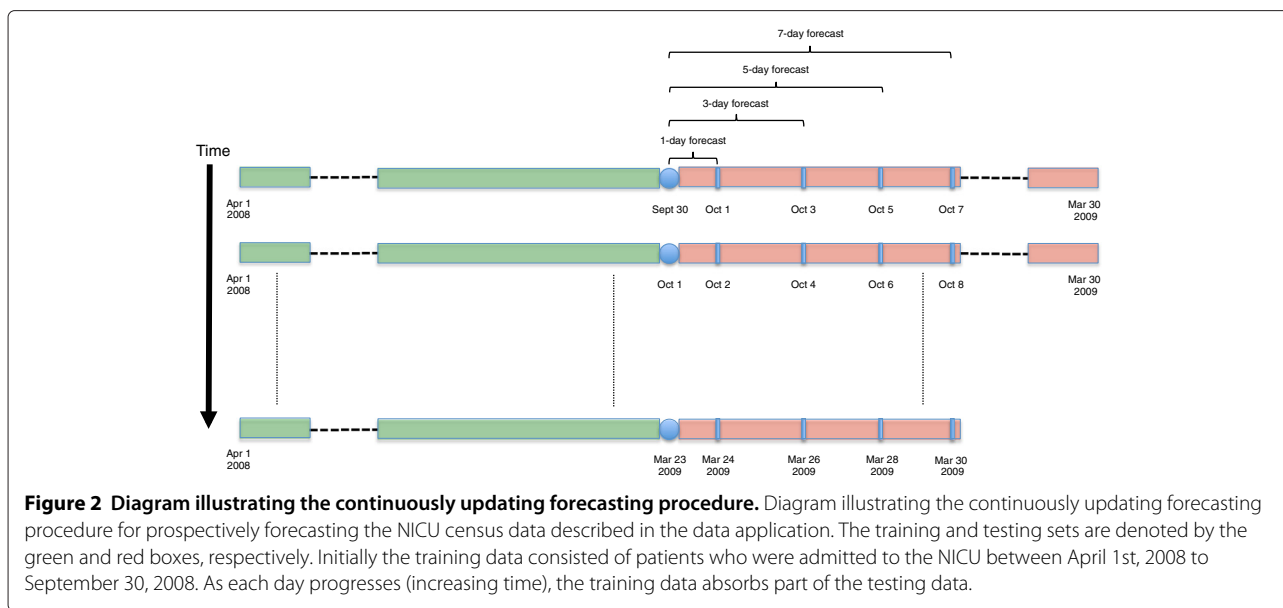 7-day forecast
5-day forecast
3-day forecast
1-day forecast
Time
Apr 1
2008
Sept 30
Oct 1
Oct 3
Oct 5
Oct 7
Mar 30
2009
Apr 1
2008
Oct 1
Oct 2
Oct 4
Oct 6
Oct 8
Mar 30
2009
Apr 1
2008
Mar 23
2009
Mar 24
2009
Mar 26
2009
Mar 28
2009
Mar 30
2009
Figure 2 Diagram illustrating the continuously updating forecasting procedure. Diagram illustrating the continuously updating forecasting
procedure for prospectively forecasting the NICU census data described in the data application. The training and testing sets are denoted by the
green and red boxes, respectively. Initially the training data consisted of patients who were admitted to the NICU between April 1st, 2008 to
September 30, 2008. As each day progresses (increasing time), the training data absorbs part of the testing data.